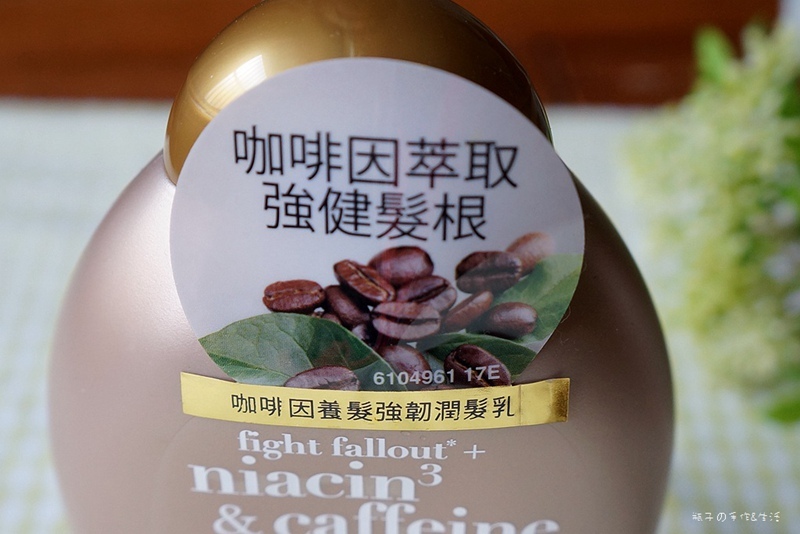 咖啡因萃取
強健髮根
6104961 17E
咖啡因養髮強韌潤髮乳
fight fallout* +
niacin3
& caffeine